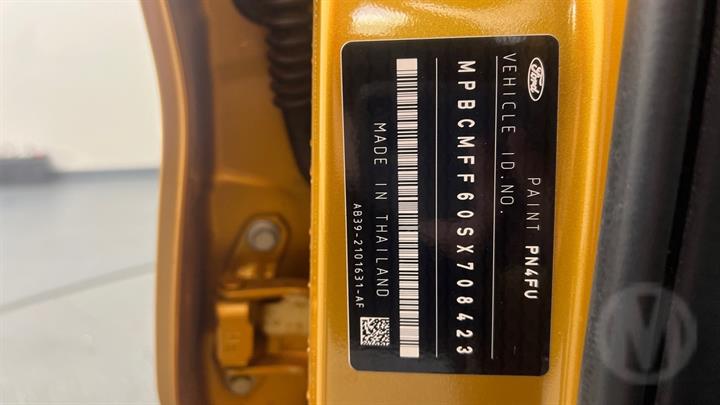 Ford
PAINT PN4FU
VEHICLE ID.NO.
MPBCMFF60SX708423
MADE IN THAILAND
AB39-2101631-AF
M